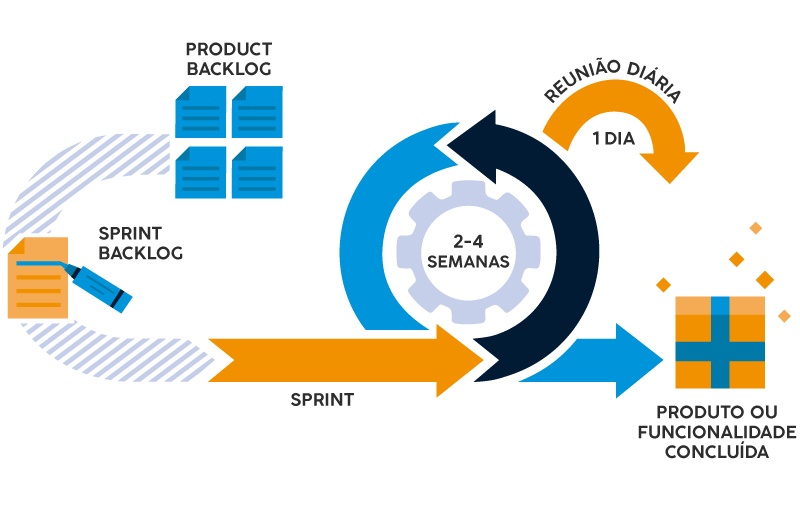 PRODUCT
BACKLOG
REUNIÃO DIÁRIA
1 DIA
SPRINT
BACKLOG
2-4
SEMANAS
SPRINT
PRODUTO OU
FUNCIONALIDADE
CONCLUÍDA